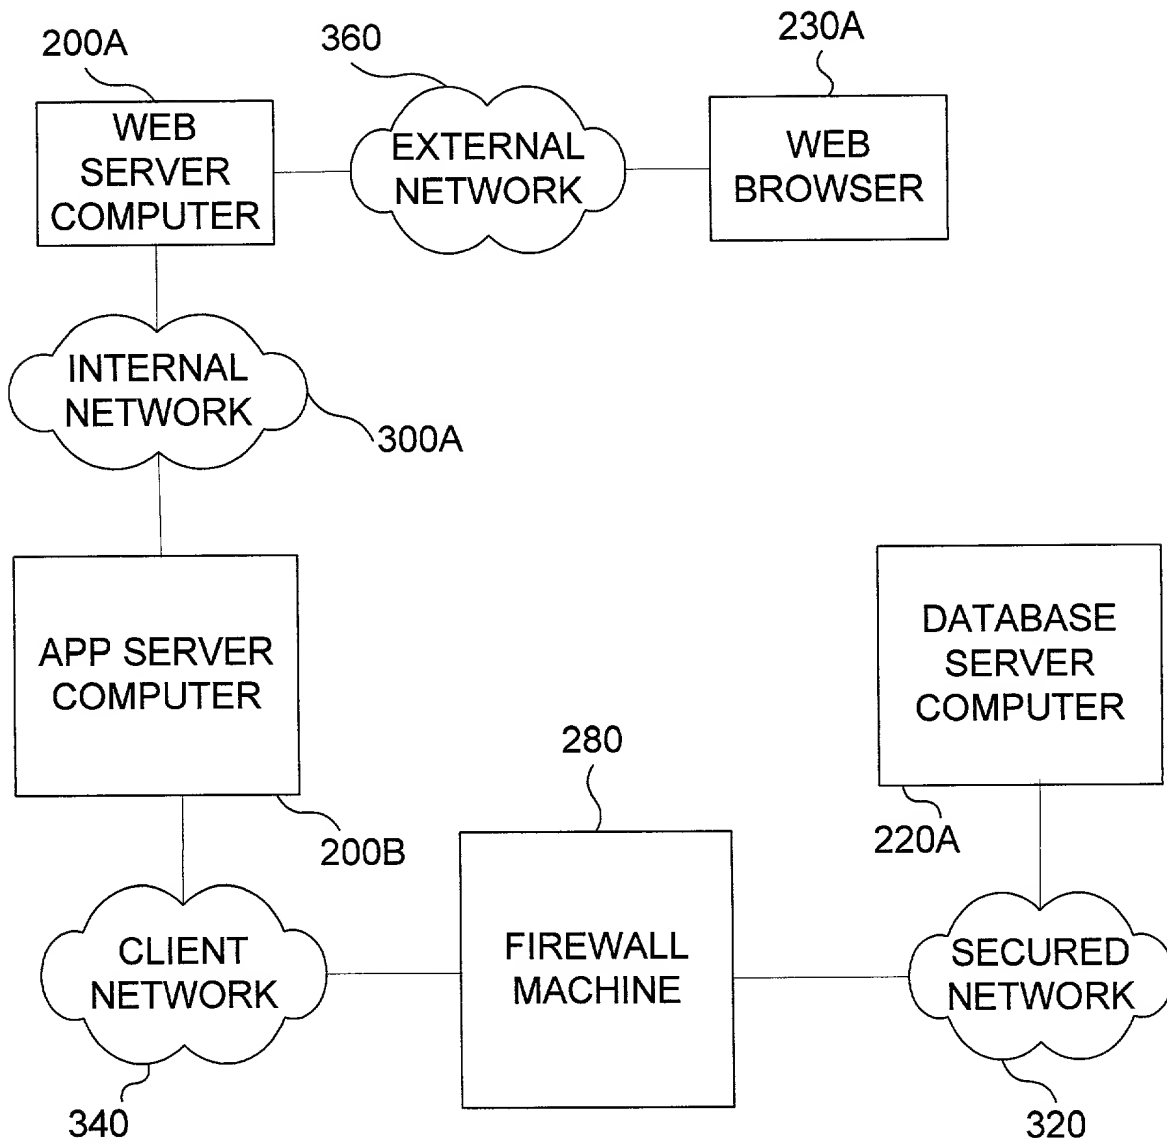 200A
360
230A
WEB
SERVER
COMPUTER
EXTERNAL
NETWORK
WEB
BROWSER
INTERNAL
NETWORK
300A
APP SERVER
COMPUTER
200B
DATABASE
SERVER
COMPUTER
220A
280
FIREWALL
MACHINE
CLIENT
NETWORK
340
SECURED
NETWORK
320